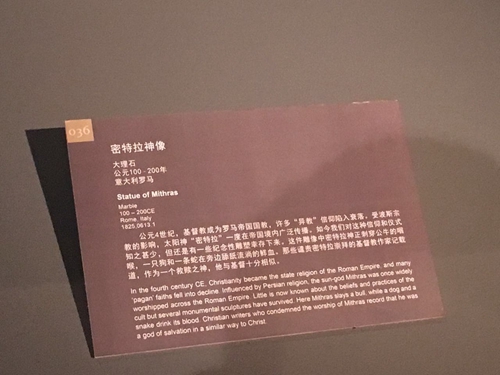 036
密特拉神像
大理石
公元100 - 200年
意大利罗马
Statue of Mithras
Marble
100 – 200CE
Rome, Italy
1825,0613.1
公元4世纪，基督教成为罗马帝国国教，许多“异教”信仰陷入衰落，受波斯宗
教的影响，太阳神“密特拉”一度在帝国境内广泛传播，如今我们对这种信仰和仪式
知之甚少，但还是有一些纪念性雕塑幸存下来，这件雕像中密特拉神正刺穿公牛的咽
喉，一只狗和一条蛇在旁边舔舐流淌的鲜血。那些谴责密特拉崇拜的基督教作家记载
道，作为一个救赎之神，他与基督十分相似。
In the fourth century CE, Christianity became the state religion of the Roman Empire, and many
'pagan' faiths fell into decline. Influenced by Persian religion, the sun-god Mithras was once widely
worshipped across the Roman Empire. Little is now known about the beliefs and practices of the
cult but several monumental sculptures have survived. Here Mithras slays a bull, while a dog and a
snake drink its blood. Christian writers who condemned the worship of Mithras record that he was
a god of salvation in a similar way to Christ.